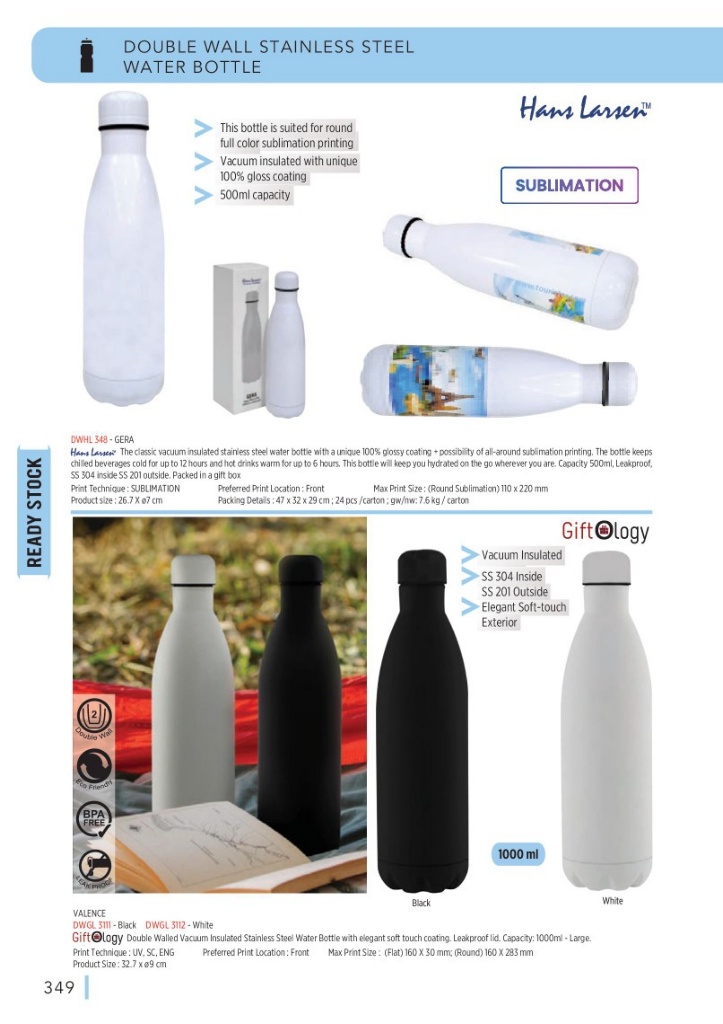 DOUBLE WALL STAINLESS STEEL
WATER BOTTLE
Hans Larsen™
This bottle is suited for round
full color sublimation printing
Vacuum insulated with unique
100% gloss coating
500ml capacity
SUBLIMATION
Hans Larsen
DWHL 348 - GERA
Hans Larsen™ The classic vacuum insulated stainless steel water bottle with a unique 100% glossy coating + possibility of all-around sublimation printing. The bottle keeps
chilled beverages cold for up to 12 hours and hot drinks warm for up to 6 hours. This bottle will keep you hydrated on the go wherever you are. Capacity 500ml, Leakproof,
SS 304 inside SS 201 outside. Packed in a gift box
Print Technique : SUBLIMATION Preferred Print Location : Front Max Print Size : (Round Sublimation) 110 x 220 mm
Product size : 26.7 X ø7 cm Packing Details : 47 x 32 x 29 cm ; 24 pcs /carton ; gw/nw: 7.6 kg / carton
READY STOCK
GiftOlogy
Vacuum Insulated
SS 304 Inside
SS 201 Outside
Elegant Soft-touch
Exterior
2
Double Wall
Eco Friendly
BPA
FREE
LEAK PROOF
1000 ml
Black
White
VALENCE
DWGL 3111 - Black DWGL 3112 - White
GiftOlogy Double Walled Vacuum Insulated Stainless Steel Water Bottle with elegant soft touch coating. Leakproof lid. Capacity: 1000ml - Large.
Print Technique : UV, SC, ENG Preferred Print Location : Front Max Print Size : (Flat) 160 X 30 mm; (Round) 160 X 283 mm
Product Size : 32.7 x ø9 cm
349